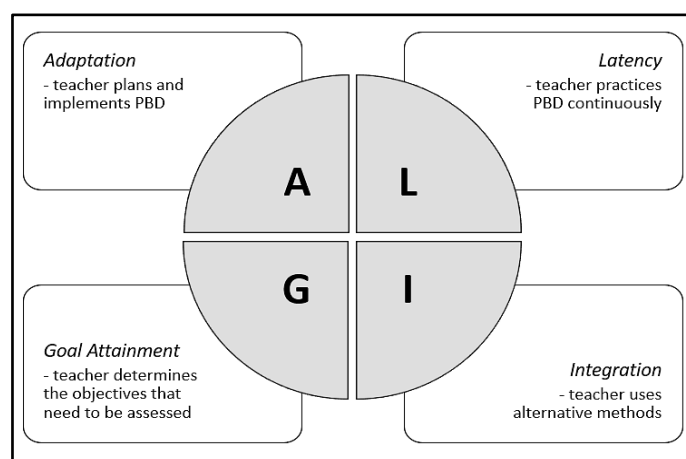 Adaptation
- teacher plans and
implements PBD
Latency
- teacher practices
PBD continuously
A
L
G
I
Goal Attainment
- teacher determines
the objectives that
need to be assessed
Integration
- teacher uses
alternative methods